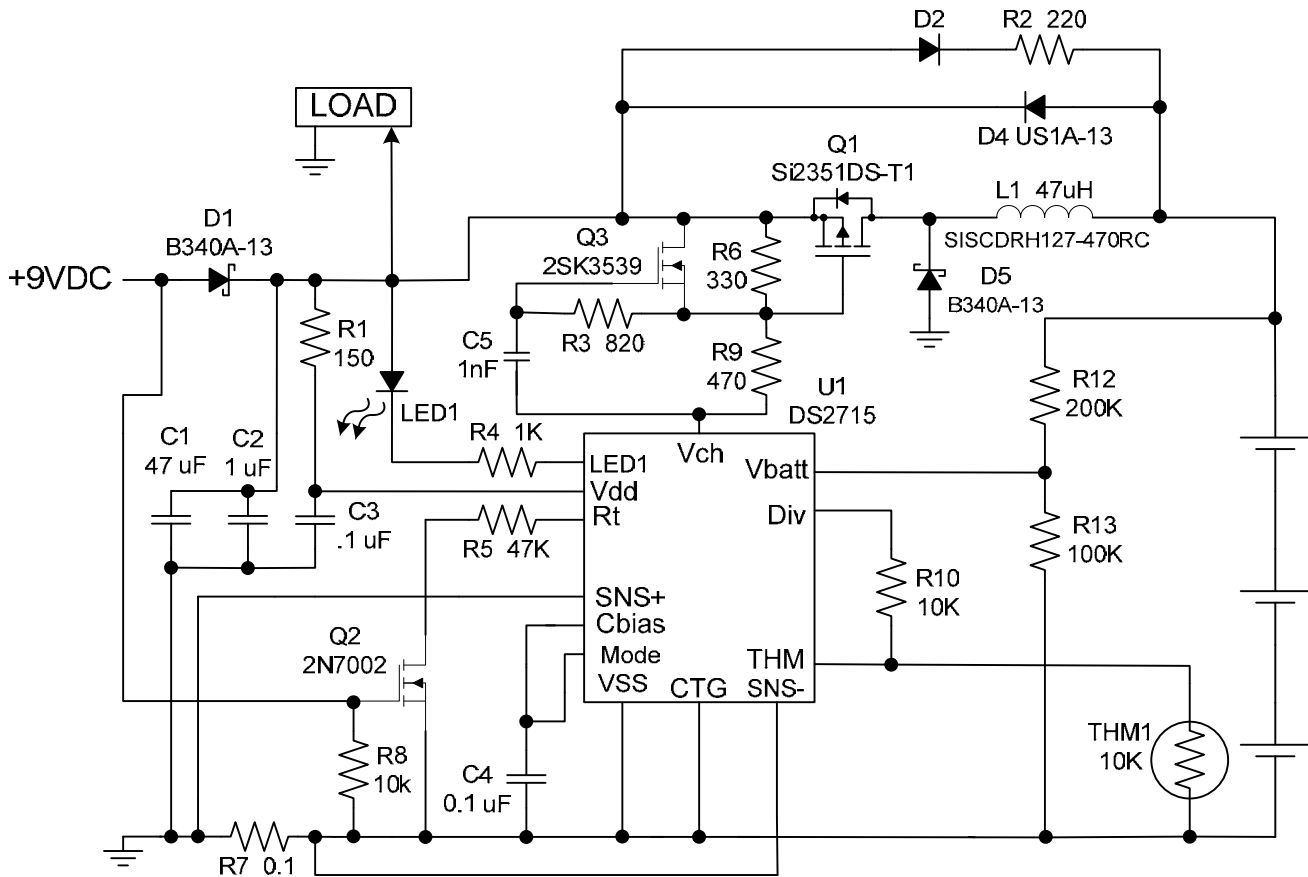 D2
R2 220
LOAD
D4 US1A-13
Q1
Si2351DS-T1
L1 47uH
SISCDRH127-470RC
D1
B340A-13
Q3
2SK3539
R6
330
+9VDC
D5
B340A-13
R1
150
R3 820
C5
1nF
R9
470
U1
DS2715
R12
200K
LED1
C1
47 uF
C2
1 uF
R4 1K
Vch
LED1
Vbatt
Vdd
C3
.1 uF
Rt
Div
R5 47K
R13
100K
R10
10K
SNS+
Cbias
Q2
2N7002
Mode
THM
VSS
CTG
SNS-
THM1
10K
R8
10k
C4
0.1 uF
R7 0.1